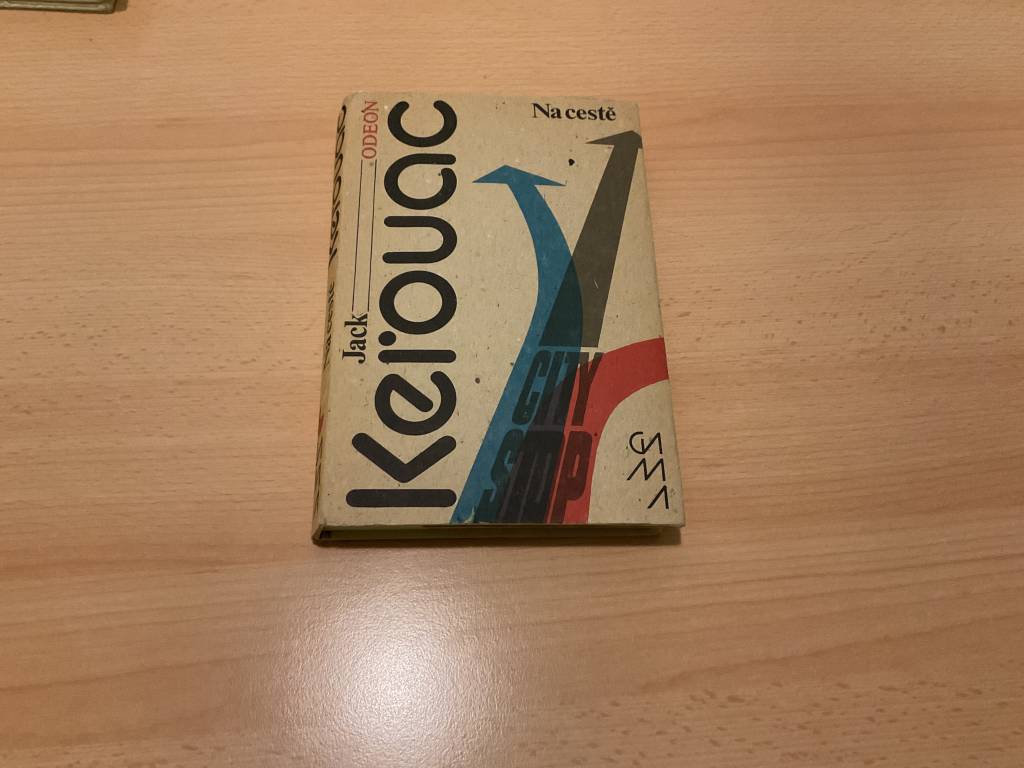 Jack
Kerouac
ODEON
Na cestě
CITY
STOP